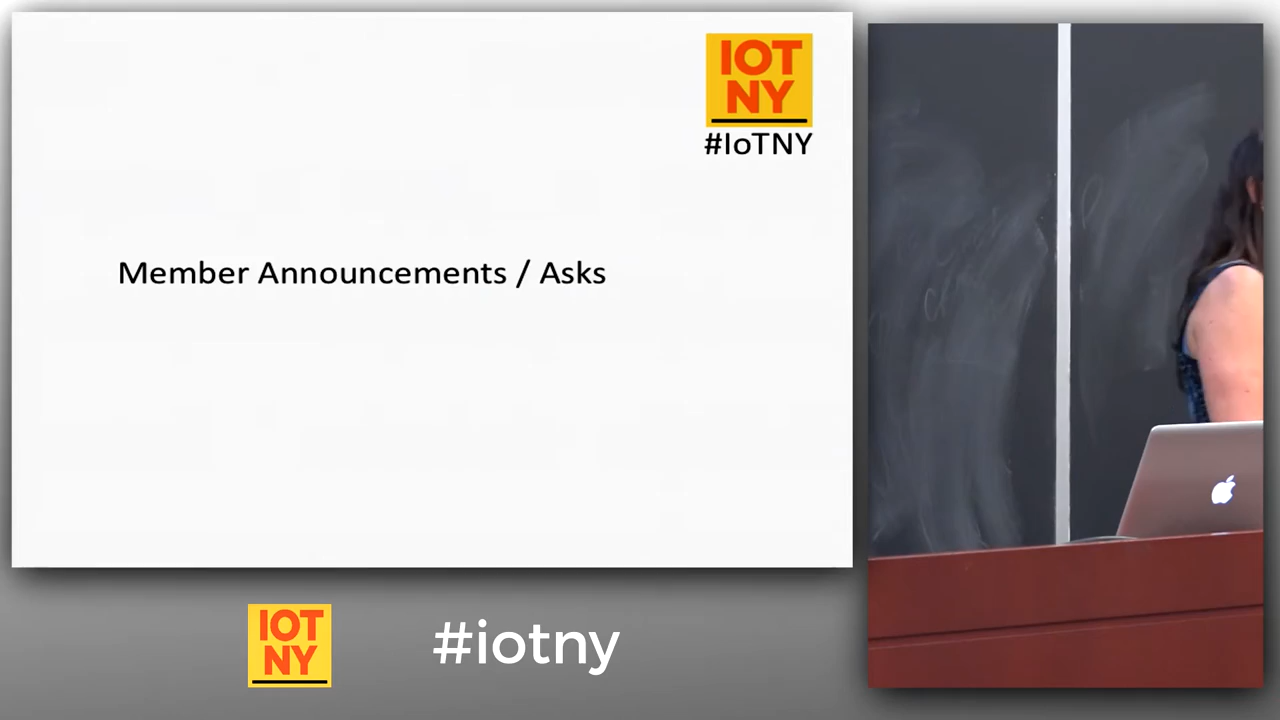 IOT
NY
#IoTNY
Member Announcements / Asks
IOT
NY
#iotny